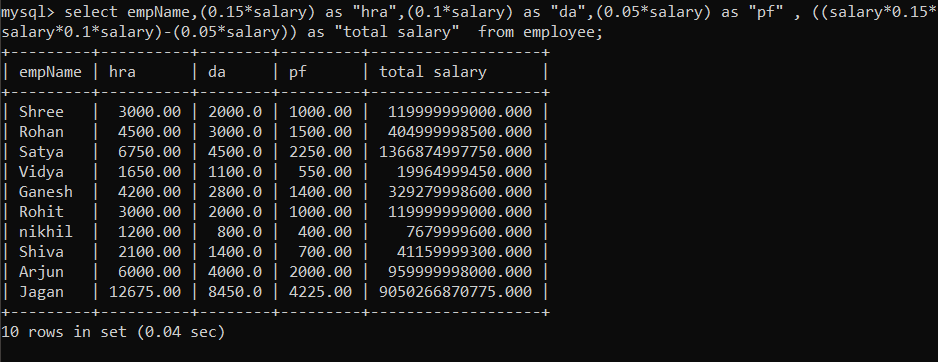 mysql> select empName,(0.15*salary) as "hra",(0.1*salary) as "da",(0.05*salary) as "pf" , ((salary*0.15*
salary*0.1*salary)-(0.05*salary)) as "total salary"  from employee;
+---------+----------+--------+---------+-------------------+
| empName | hra      | da     | pf      | total salary      |
+---------+----------+--------+---------+-------------------+
| Shree   |  3000.00 | 2000.0 | 1000.00 |  119999999000.000 |
| Rohan   |  4500.00 | 3000.0 | 1500.00 |  404999998500.000 |
| Satya   |  6750.00 | 4500.0 | 2250.00 | 1366874997750.000 |
| Vidya   |  1650.00 | 1100.0 |  550.00 |   19964999450.000 |
| Ganesh  |  4200.00 | 2800.0 | 1400.00 |  329279998600.000 |
| Rohit   |  3000.00 | 2000.0 | 1000.00 |  119999999000.000 |
| nikhil  |  1200.00 |  800.0 |  400.00 |    7679999600.000 |
| Shiva   |  2100.00 | 1400.0 |  700.00 |   41159999300.000 |
| Arjun   |  6000.00 | 4000.0 | 2000.00 |  959999998000.000 |
| Jagan   | 12675.00 | 8450.0 | 4225.00 | 9050266870775.000 |
+---------+----------+--------+---------+-------------------+
10 rows in set (0.04 sec)